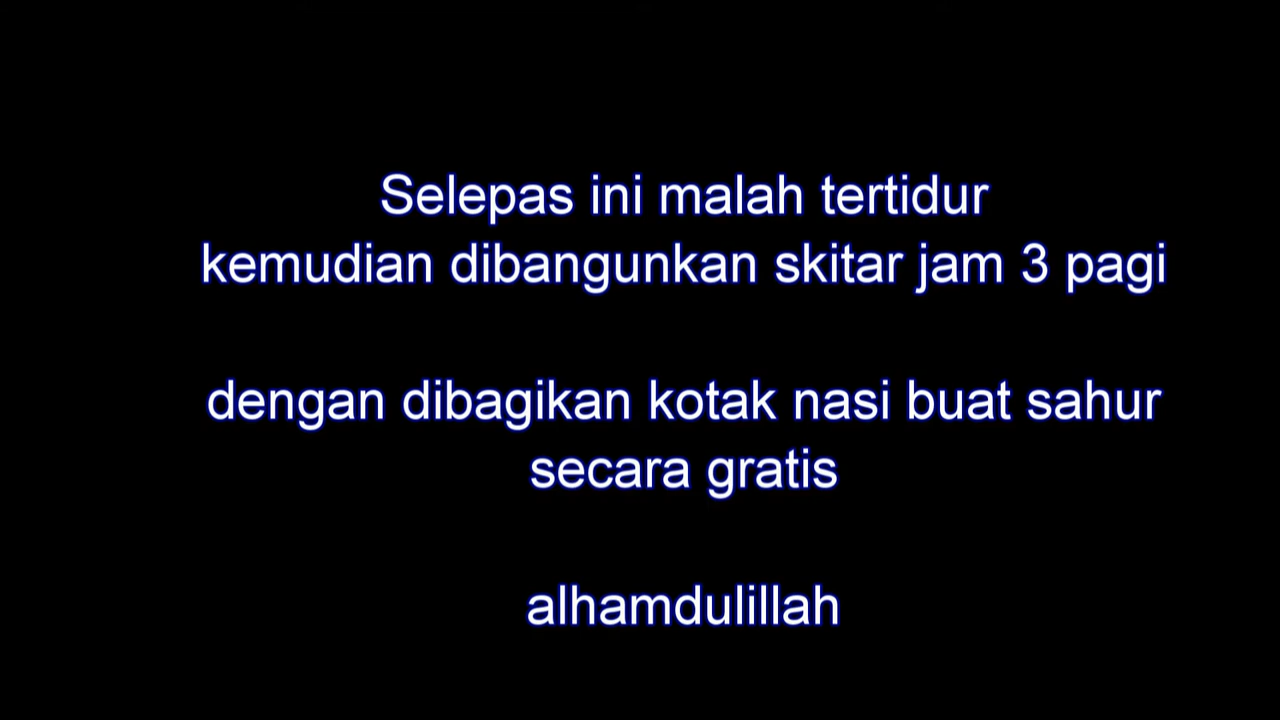 Selepas ini malah tertidur
kemudian dibangunkan skitar jam 3 pagi
dengan dibagikan kotak nasi buat sahur
secara gratis
alhamdulillah